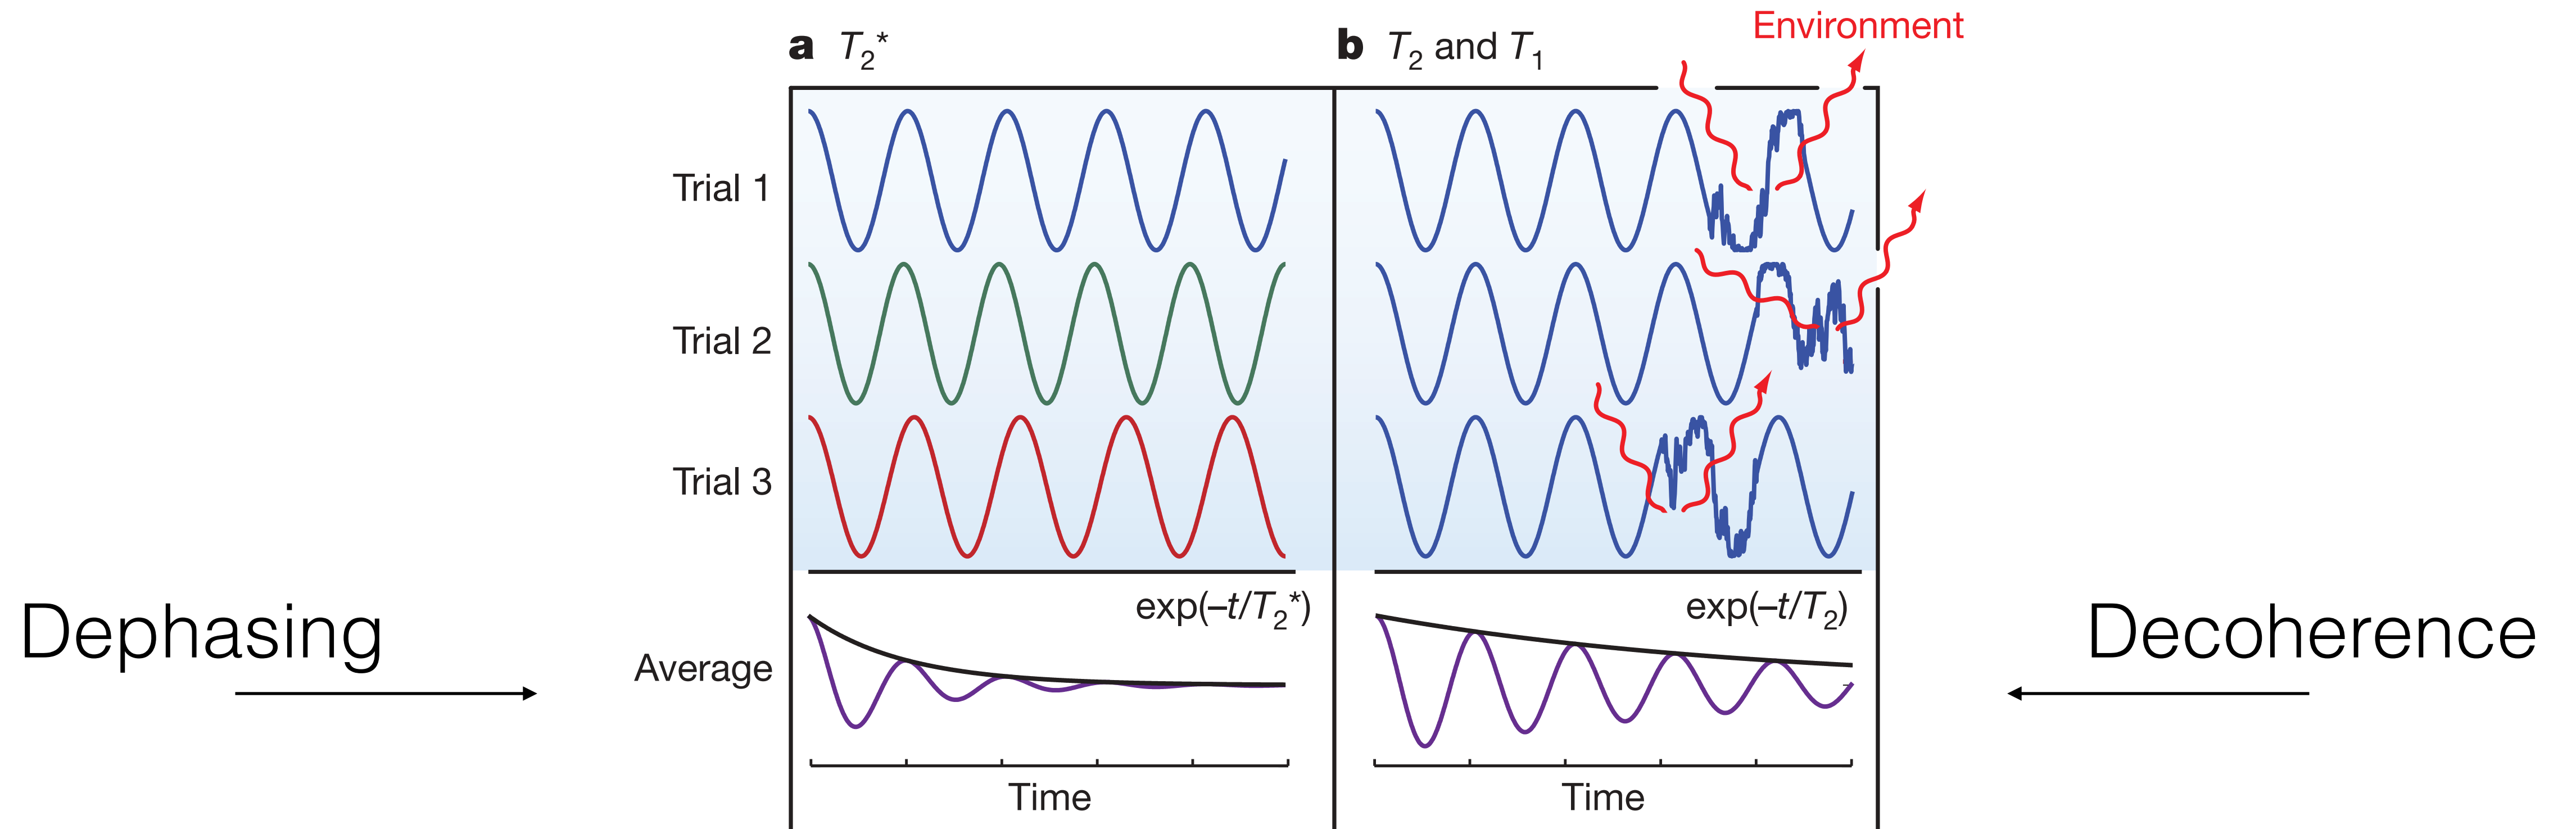 Environment
a T₂*
b T₂ and T₁
Trial 1
Trial 2
Trial 3
exp(–t/T₂*)
exp(–t/T₂)
Dephasing
Decoherence
Average
Time
Time